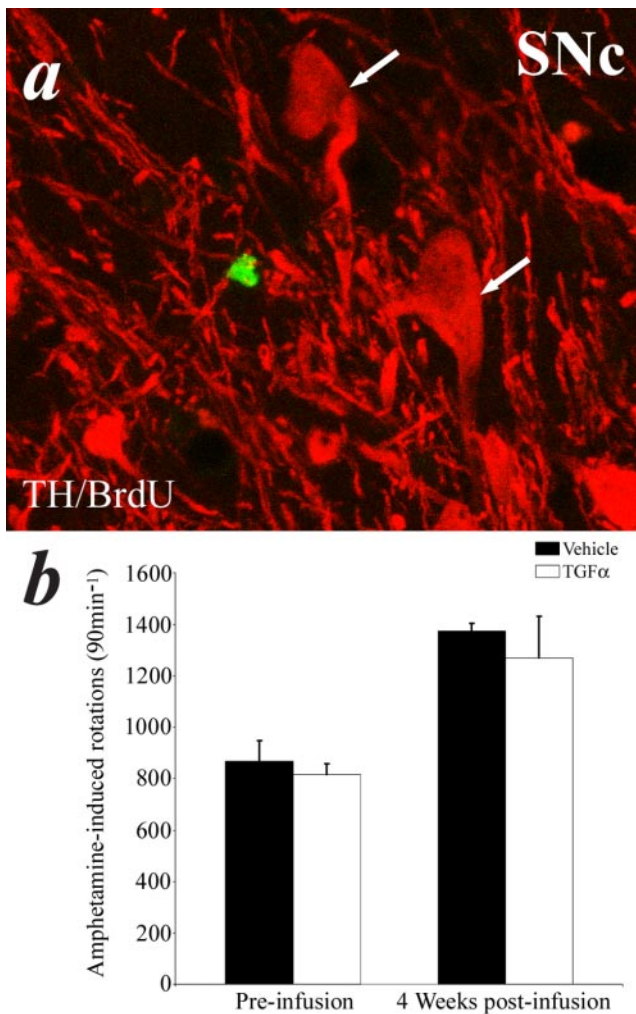 a
SNc
TH/BrdU
b
Vehicle
TGFα
Amphetamine-induced rotations (90min⁻¹)
1600
1400
1200
1000
800
600
400
200
0
Pre-infusion
4 Weeks post-infusion